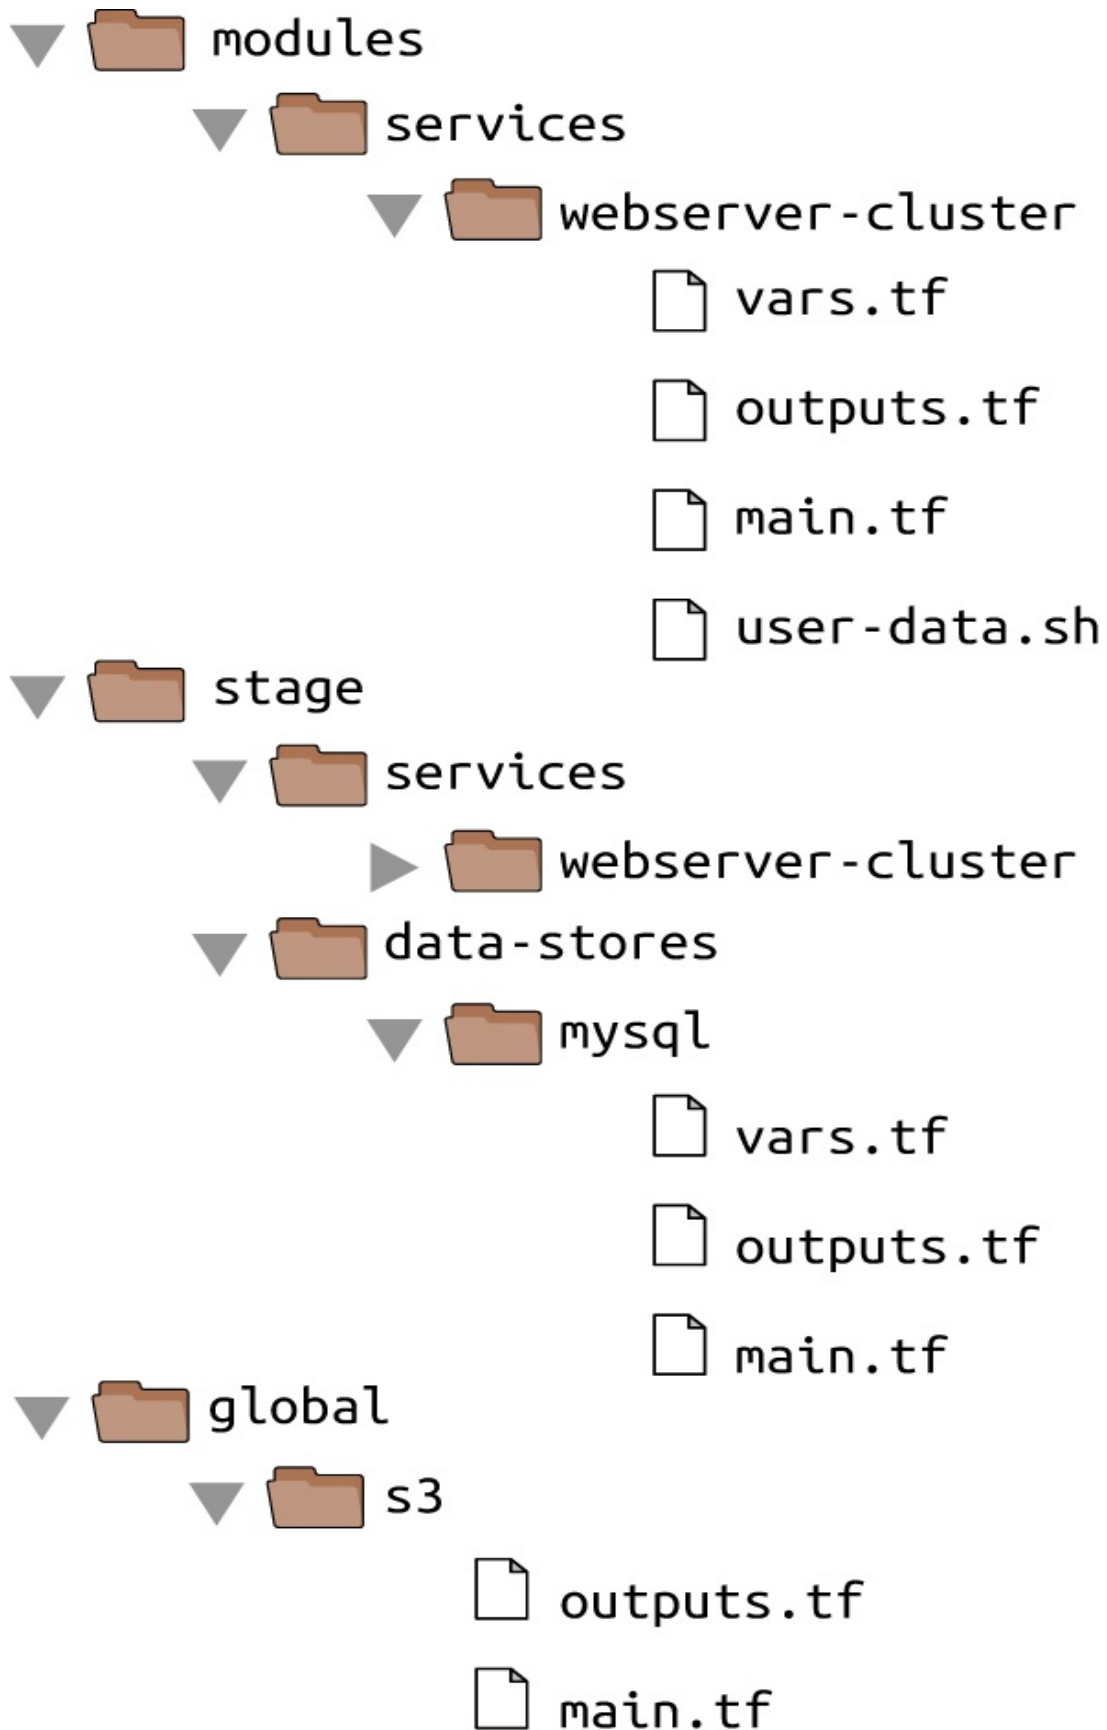 modules
services
webserver-cluster
vars.tf
outputs.tf
main.tf
user-data.sh
stage
services
webserver-cluster
data-stores
mysql
vars.tf
outputs.tf
main.tf
global
s3
outputs.tf
main.tf